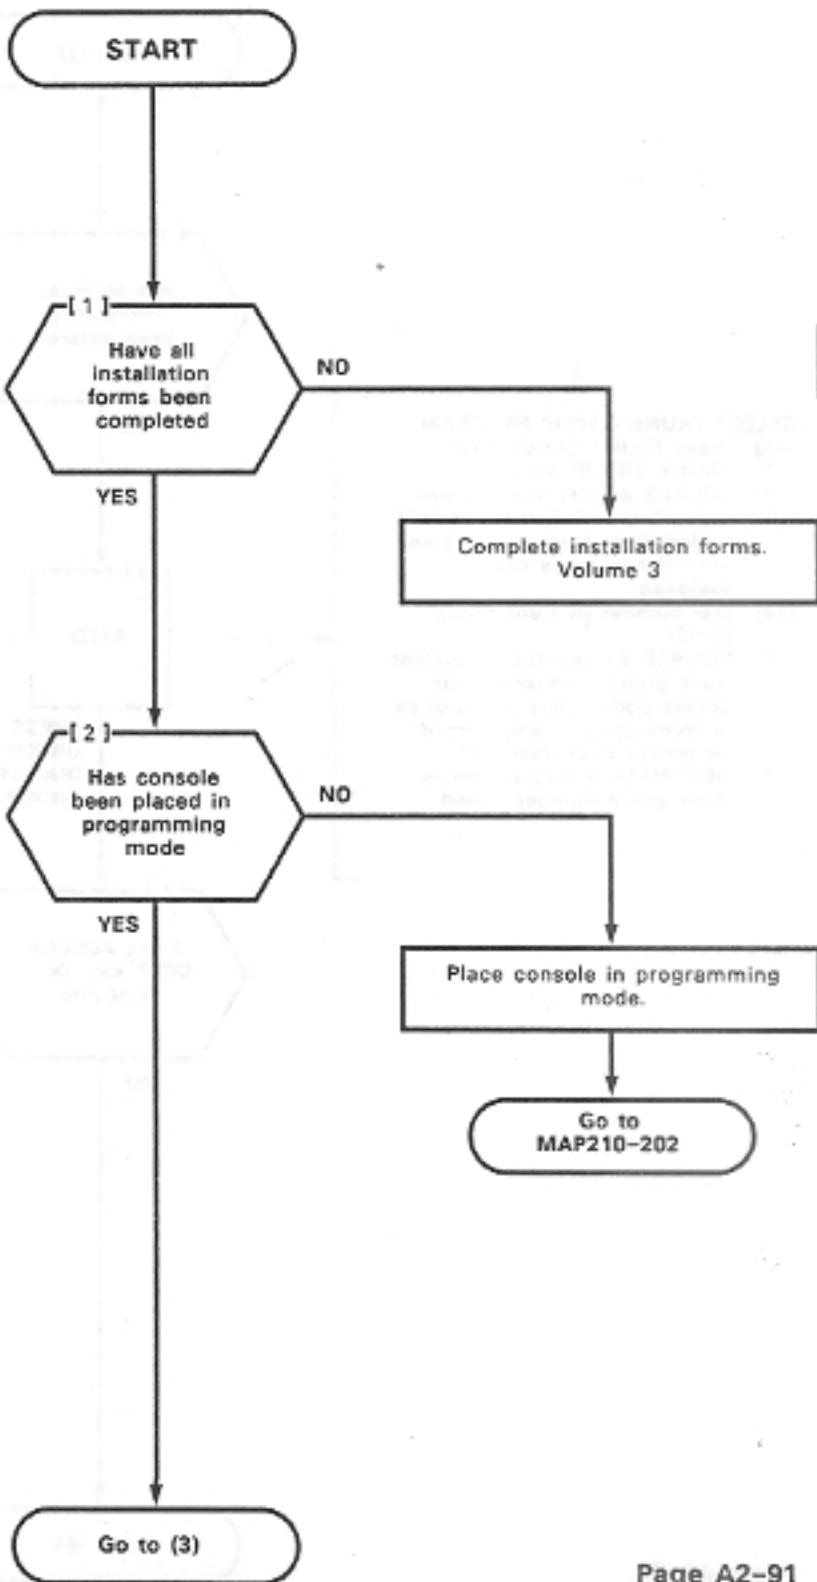 START
[ 1 ]
Have all
installation
forms been
completed
NO
YES
Complete installation forms.
Volume 3
[ 2 ]
Has console
been placed in
programming
mode
NO
YES
Place console in programming
mode.
Go to
MAP210-202
Go to (3)
Page A2-91